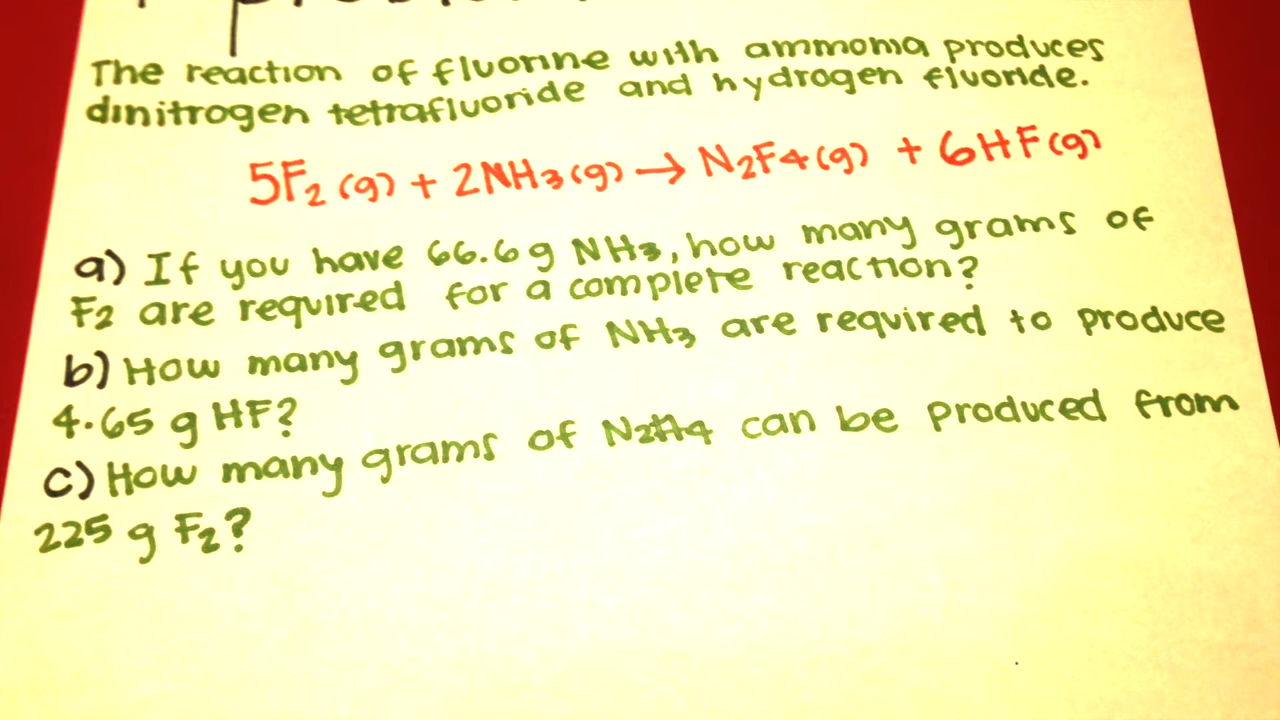 The reaction of fluorine with ammonia produces
dinitrogen tetrafluoride and hydrogen fluoride.
5F₂(g) + 2NH₃(g) → N₂F₄(g) + 6HF(g)
a) If you have 66.6g NH₃, how many grams of
F₂ are required for a complete reaction?
b) How many grams of NH₃ are required to produce
4.65 g HF?
c) How many grams of N₂H₄ can be produced from
225 g F₂?